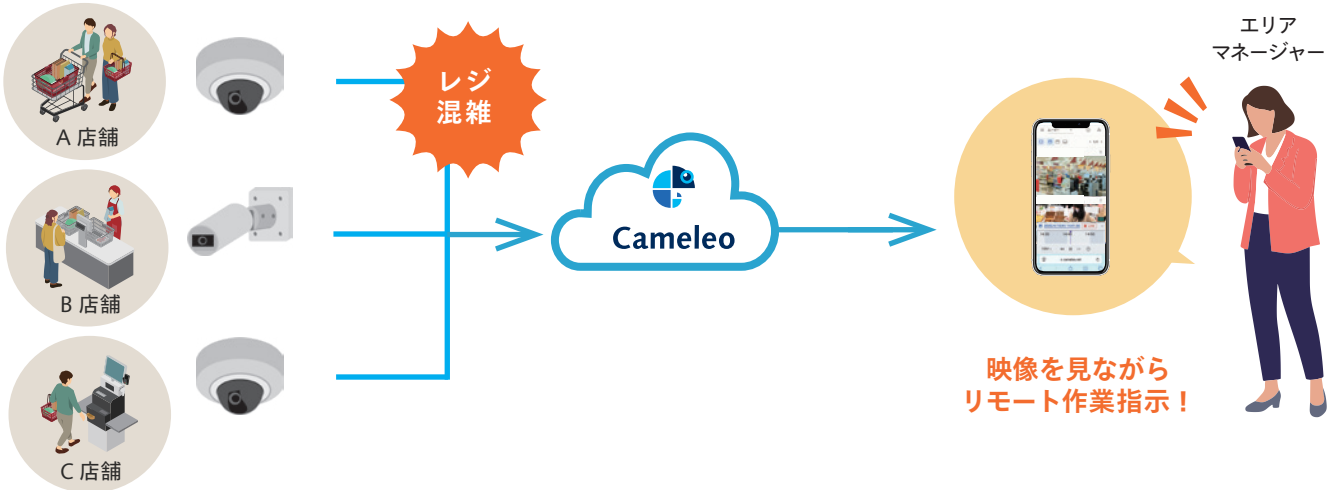 A 店舗
B 店舗
C 店舗
レジ
混雑
Cameleo
エリア
マネージャー
映像を見ながら
リモート作業指示！